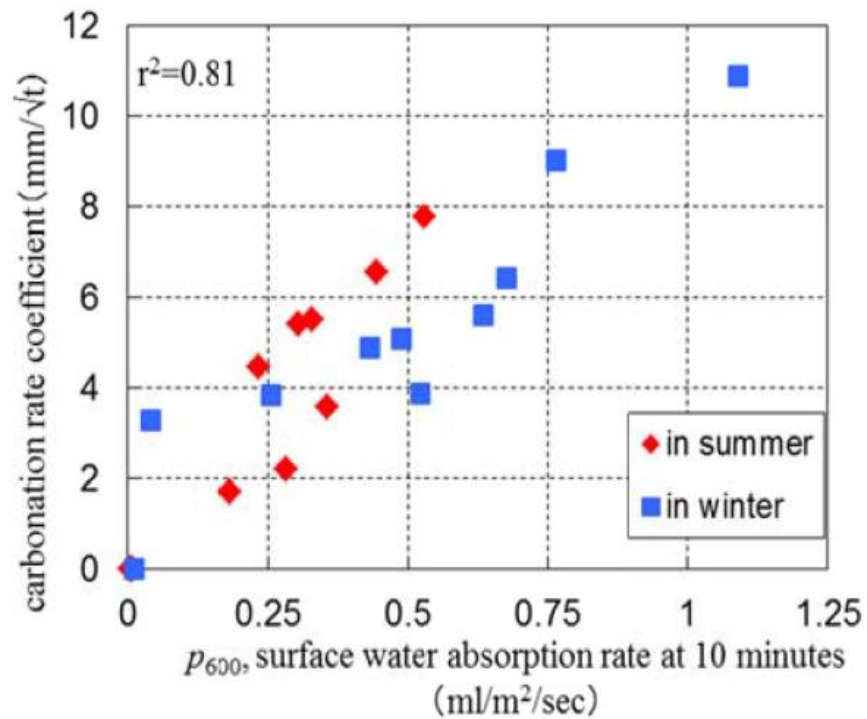 12
r²=0.81
10
8
6
4
2
0
carbonation rate coefficient(mm/√t)
in summer
in winter
0 0.25 0.5 0.75 1 1.25
p₆₀₀, surface water absorption rate at 10 minutes
(ml/m²/sec)